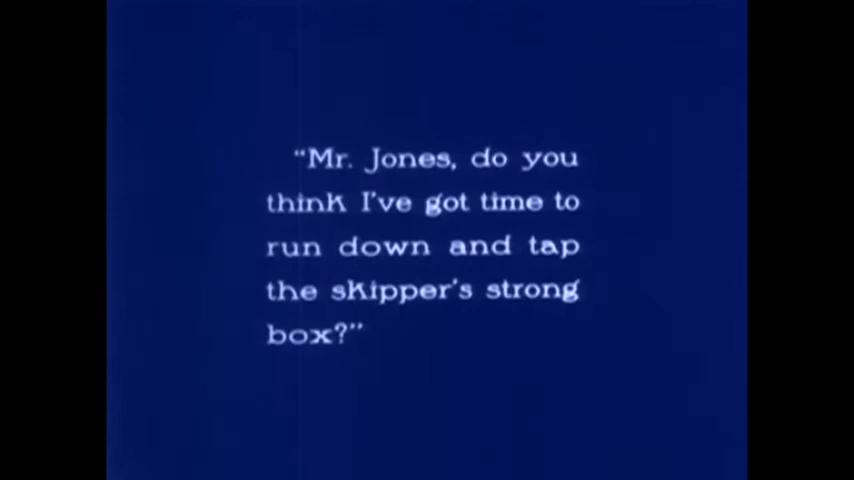 "Mr. Jones, do you
think I've got time to
run down and tap
the skipper's strong
box?"